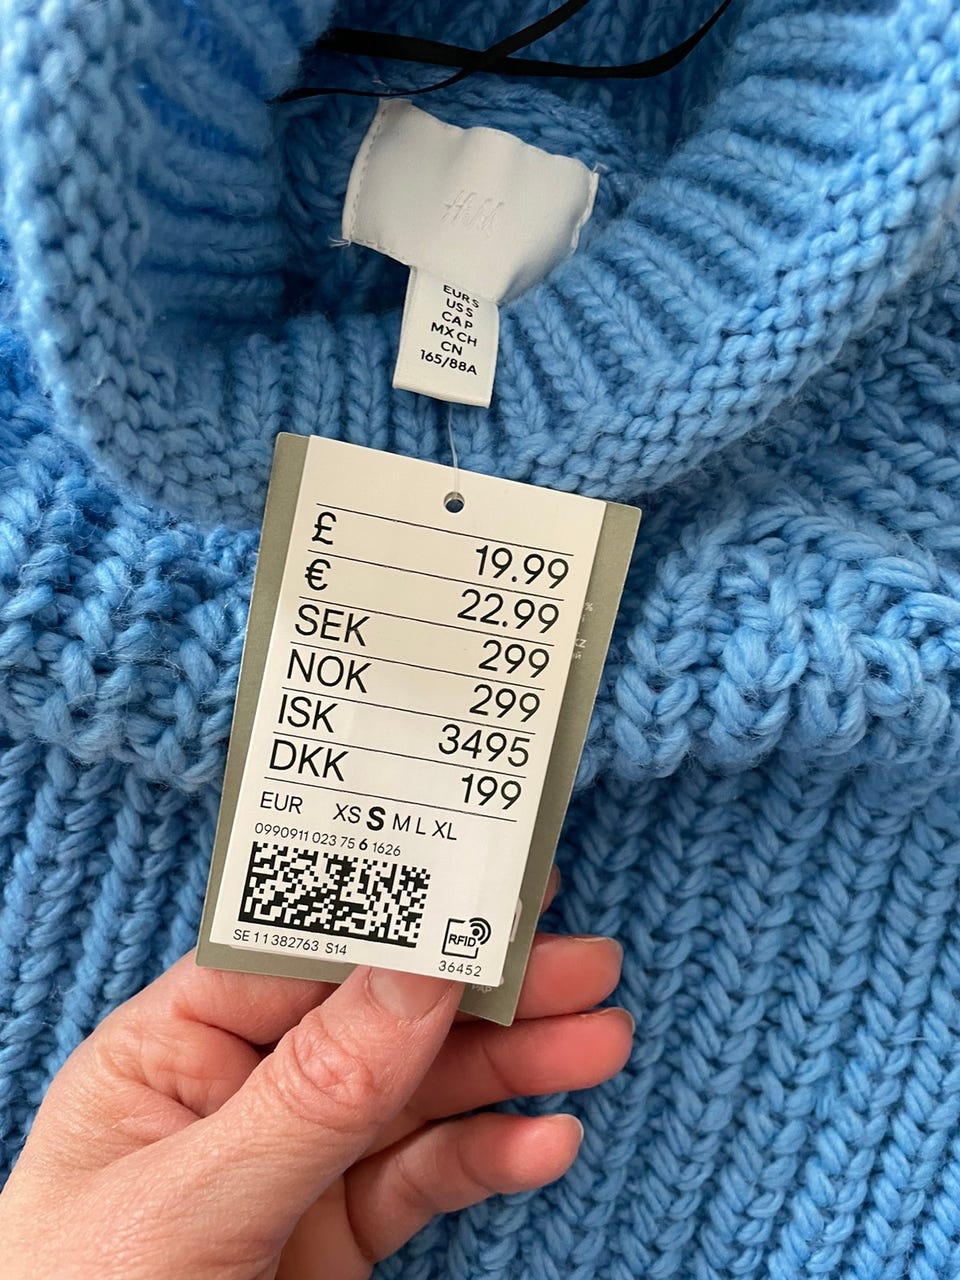 H&M
EUR S
US S
CA P
MX CH
CN
165/88A
£ 19.99
€ 22.99
SEK 299
NOK 299
ISK 3495
DKK 199
EUR XS S M L XL
0990911 023 75 6 1626
SE 11382763 S14
RFID
36452
PAP